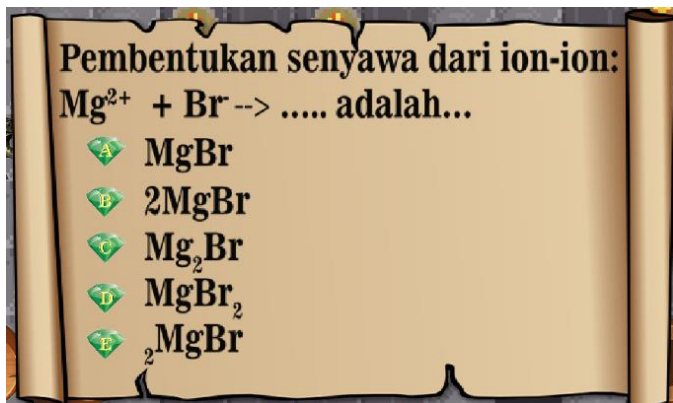 Pembentukan senyawa dari ion-ion:
Mg²⁺ + Br⁻ --> ..... adalah...
A MgBr
B 2MgBr
C Mg₂Br
D MgBr₂
E ₂MgBr